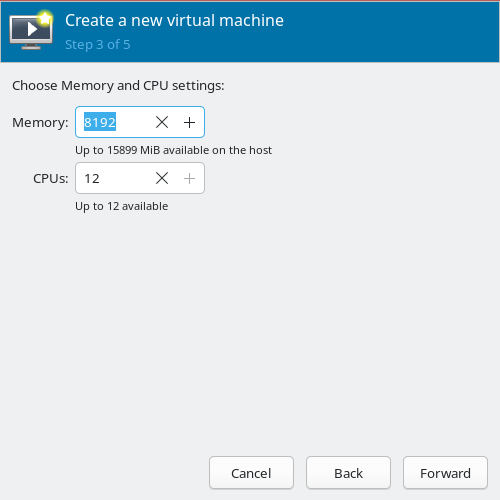 Create a new virtual machine
Step 3 of 5
Choose Memory and CPU settings:
Memory: 8192
Up to 15899 MiB available on the host
CPUs: 12
Up to 12 available
Cancel Back Forward